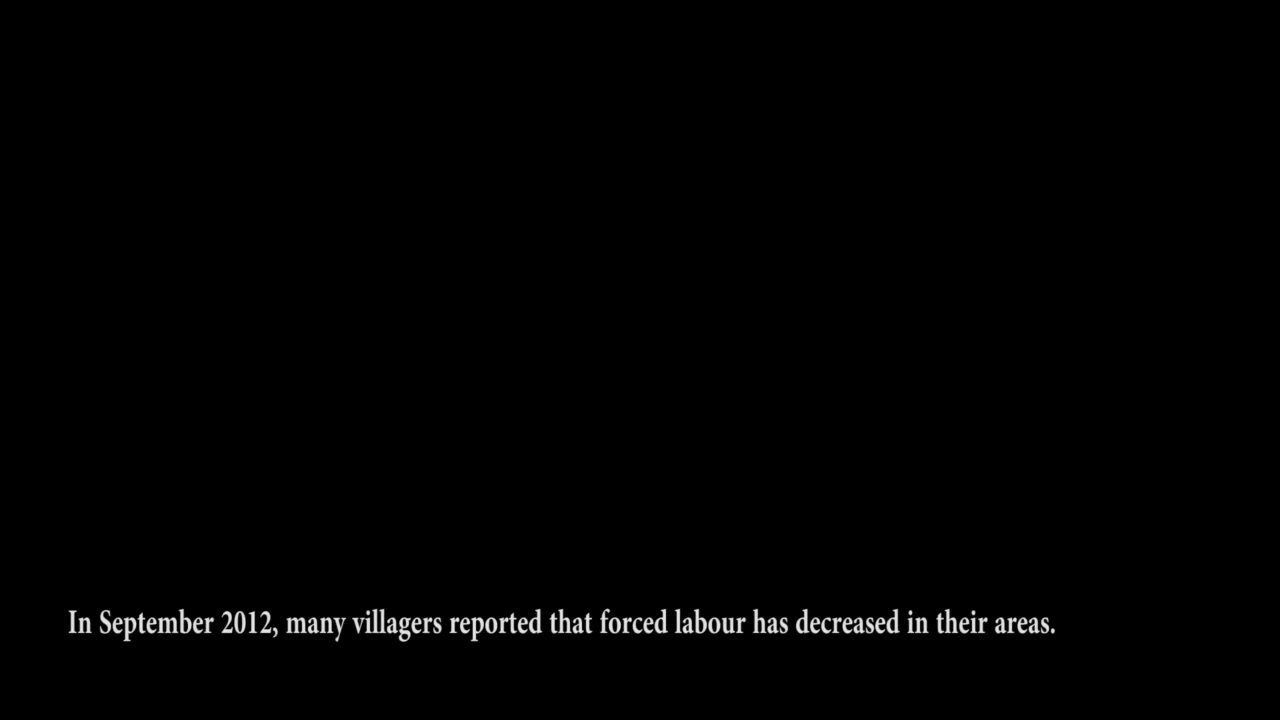 In September 2012, many villagers reported that forced labour has decreased in their areas.